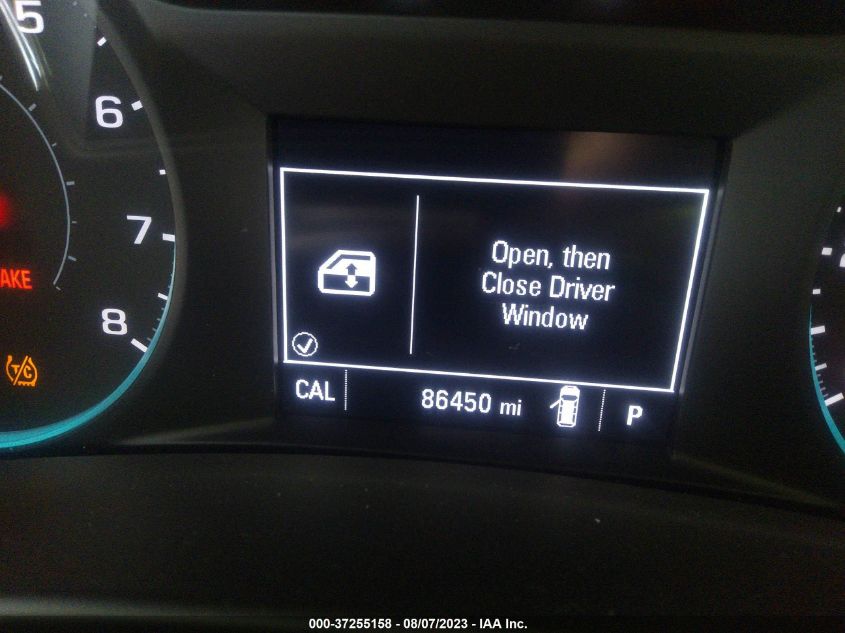 5
6
7
8
AKE
T/C
Open, then
Close Driver
Window
CAL
86450 mi
P
000-37255158 - 08/07/2023 - IAA Inc.